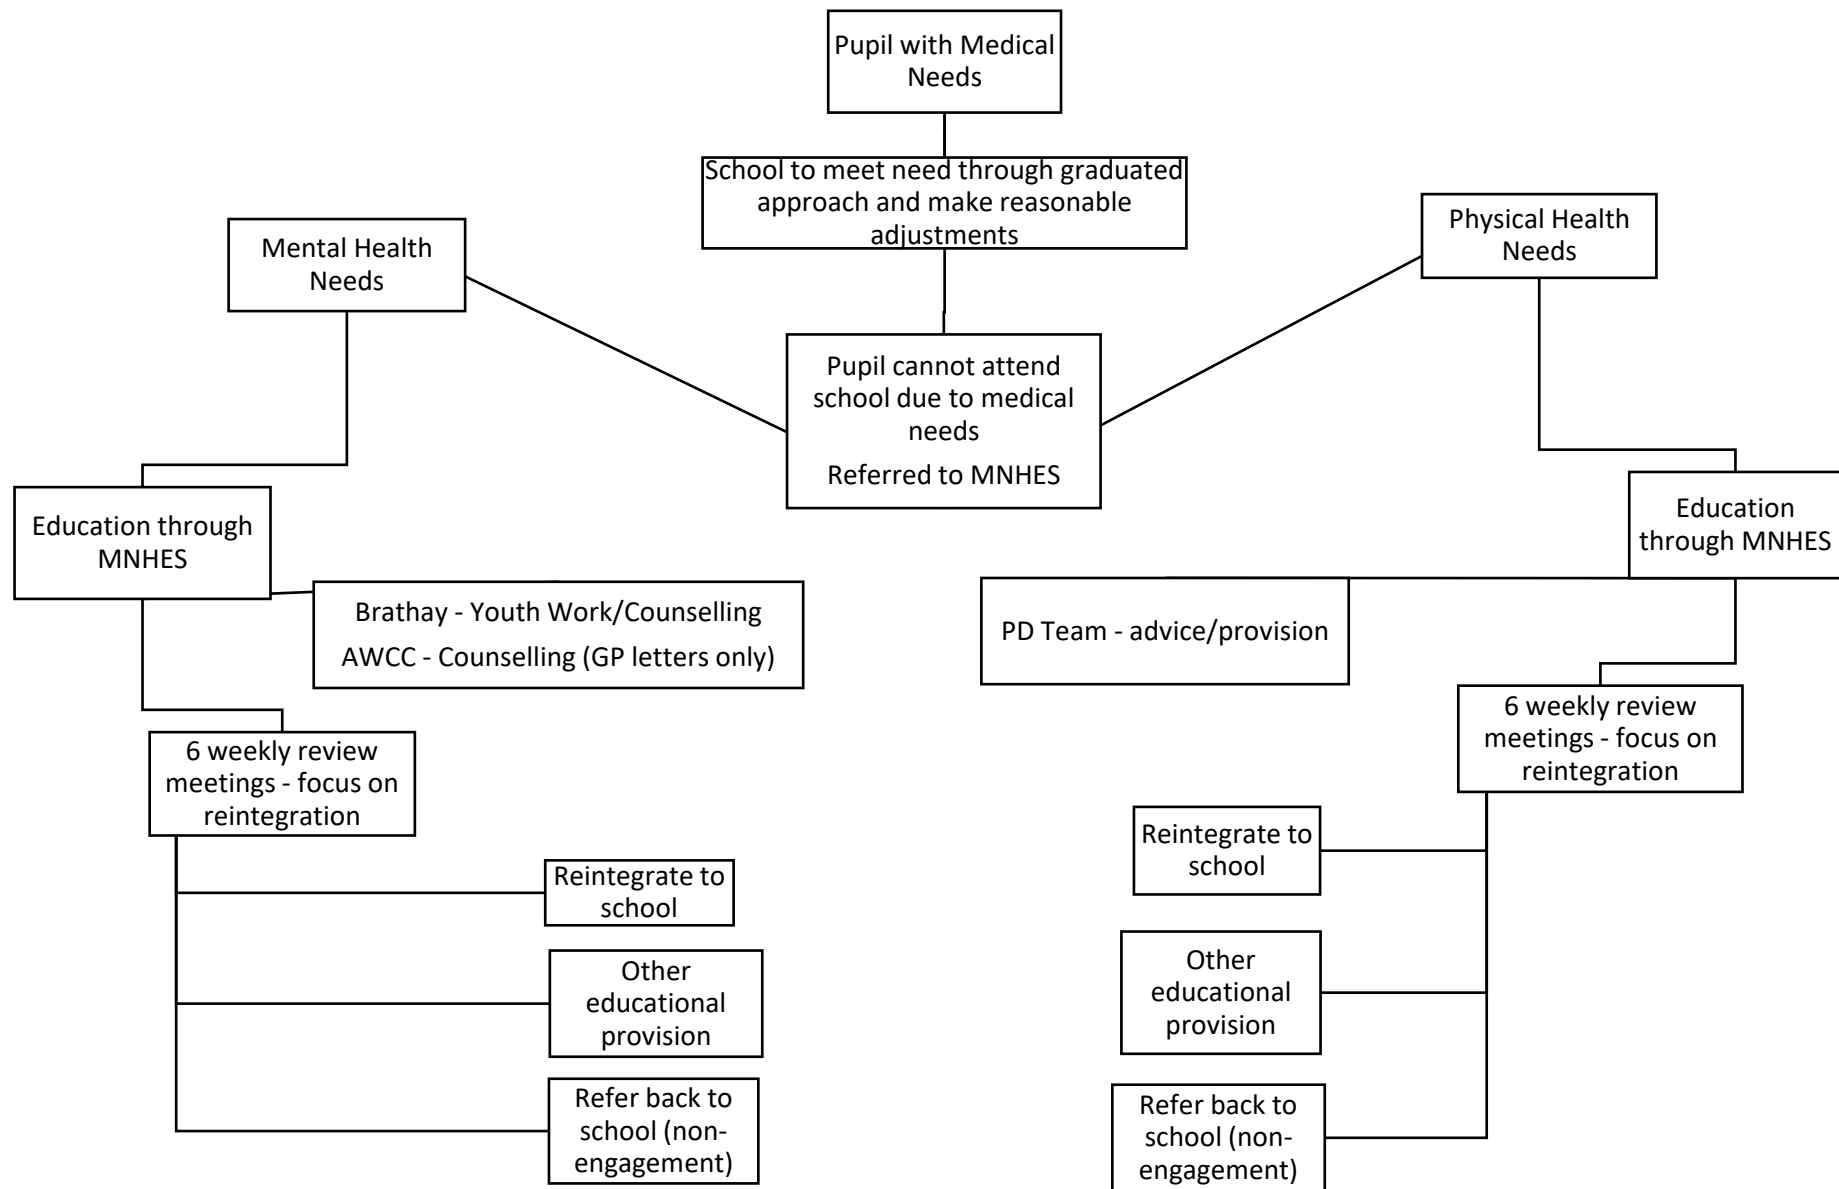 Pupil with Medical
Needs
School to meet need through graduated
approach and make reasonable
adjustments
Mental Health
Needs
Physical Health
Needs
Pupil cannot attend
school due to medical
needs
Referred to MNHES
Education through
MNHES
Education
through MNHES
Brathay - Youth Work/Counselling
AWCC - Counselling (GP letters only)
PD Team - advice/provision
6 weekly review
meetings - focus on
reintegration
6 weekly review
meetings - focus on
reintegration
Reintegrate to
school
Other
educational
provision
Refer back to
school (non-
engagement)
Reintegrate to
school
Other
educational
provision
Refer back to
school (non-
engagement)